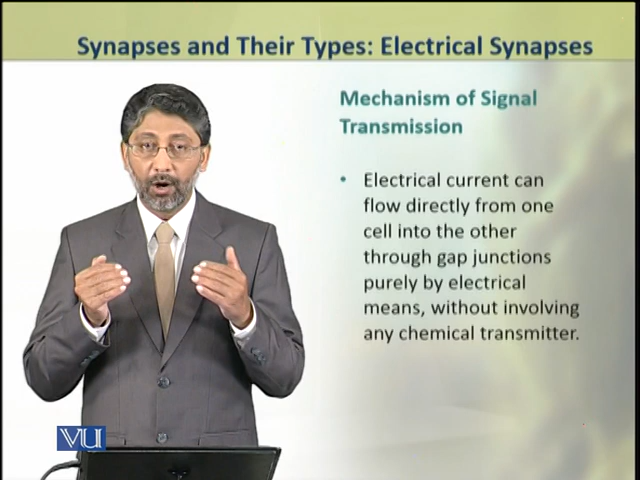 Synapses and Their Types: Electrical Synapses
Mechanism of Signal
Transmission
• Electrical current can
flow directly from one
cell into the other
through gap junctions
purely by electrical
means, without involving
any chemical transmitter.
VU